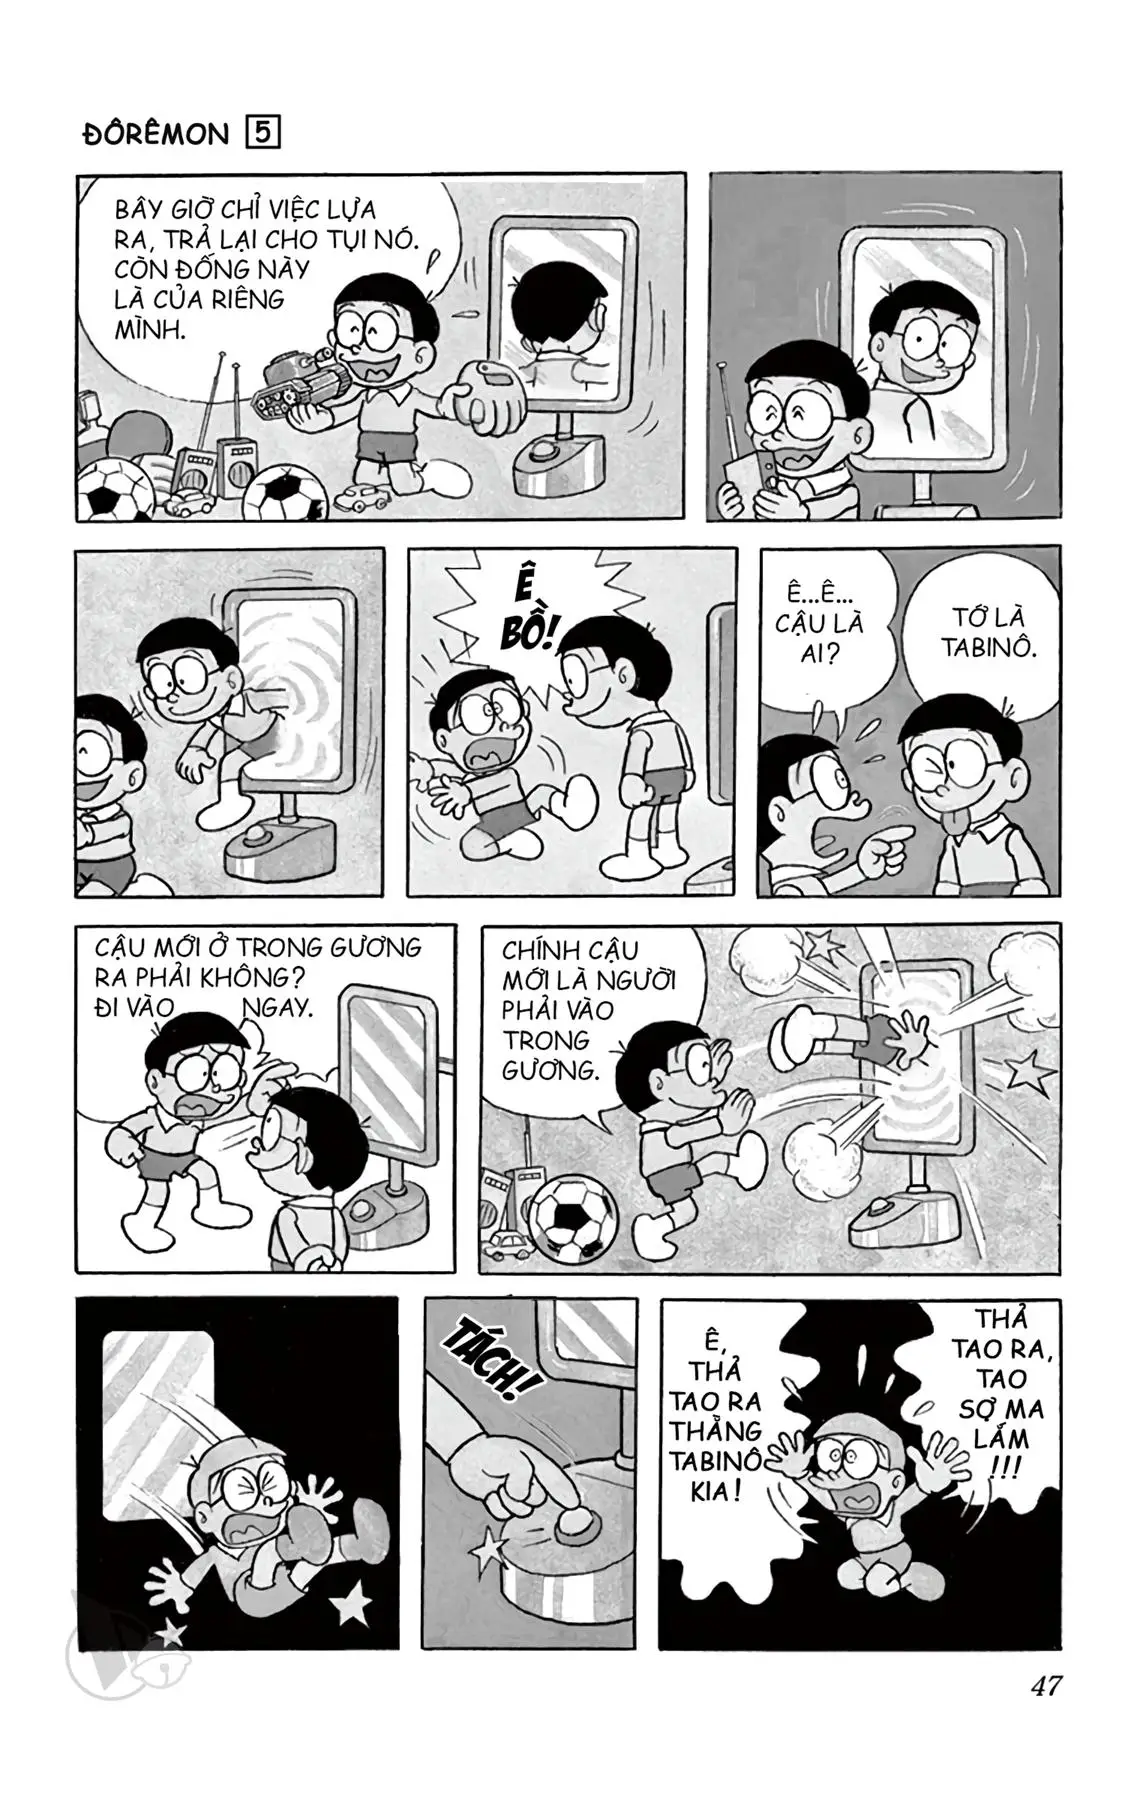 ĐÔRÊMON 5
BÂY GIỜ CHỈ VIỆC LỰA
RA, TRẢ LẠI CHO TỤI NÓ.
CÒN ĐỐNG NÀY
LÀ CỦA RIÊNG
MÌNH.
Ê
BỒ!
Ê...Ê...
CẬU LÀ
AI?
TỚ LÀ
TABINÔ.
CẬU MỚI Ở TRONG GƯƠNG
RA PHẢI KHÔNG?
ĐI VÀO NGAY.
CHÍNH CẬU
MỚI LÀ NGƯỜI
PHẢI VÀO
TRONG
GƯƠNG.
TÁCH!
Ê,
THẢ
TAO RA
THẰNG
TABINÔ
KIA!
THẢ
TAO RA,
TAO
SỢ MA
LẮM
!!!
47